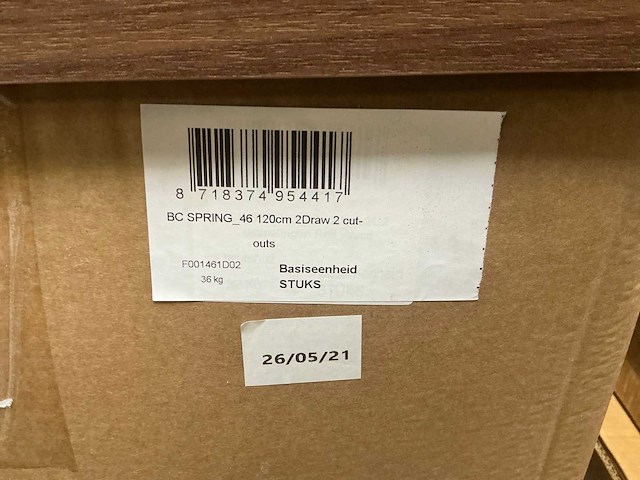 8 718374 954417
BC SPRING_46 120cm 2Draw 2 cut-
outs
F001461D02
Basiseenheid
36 kg
STUKS
26/05/21